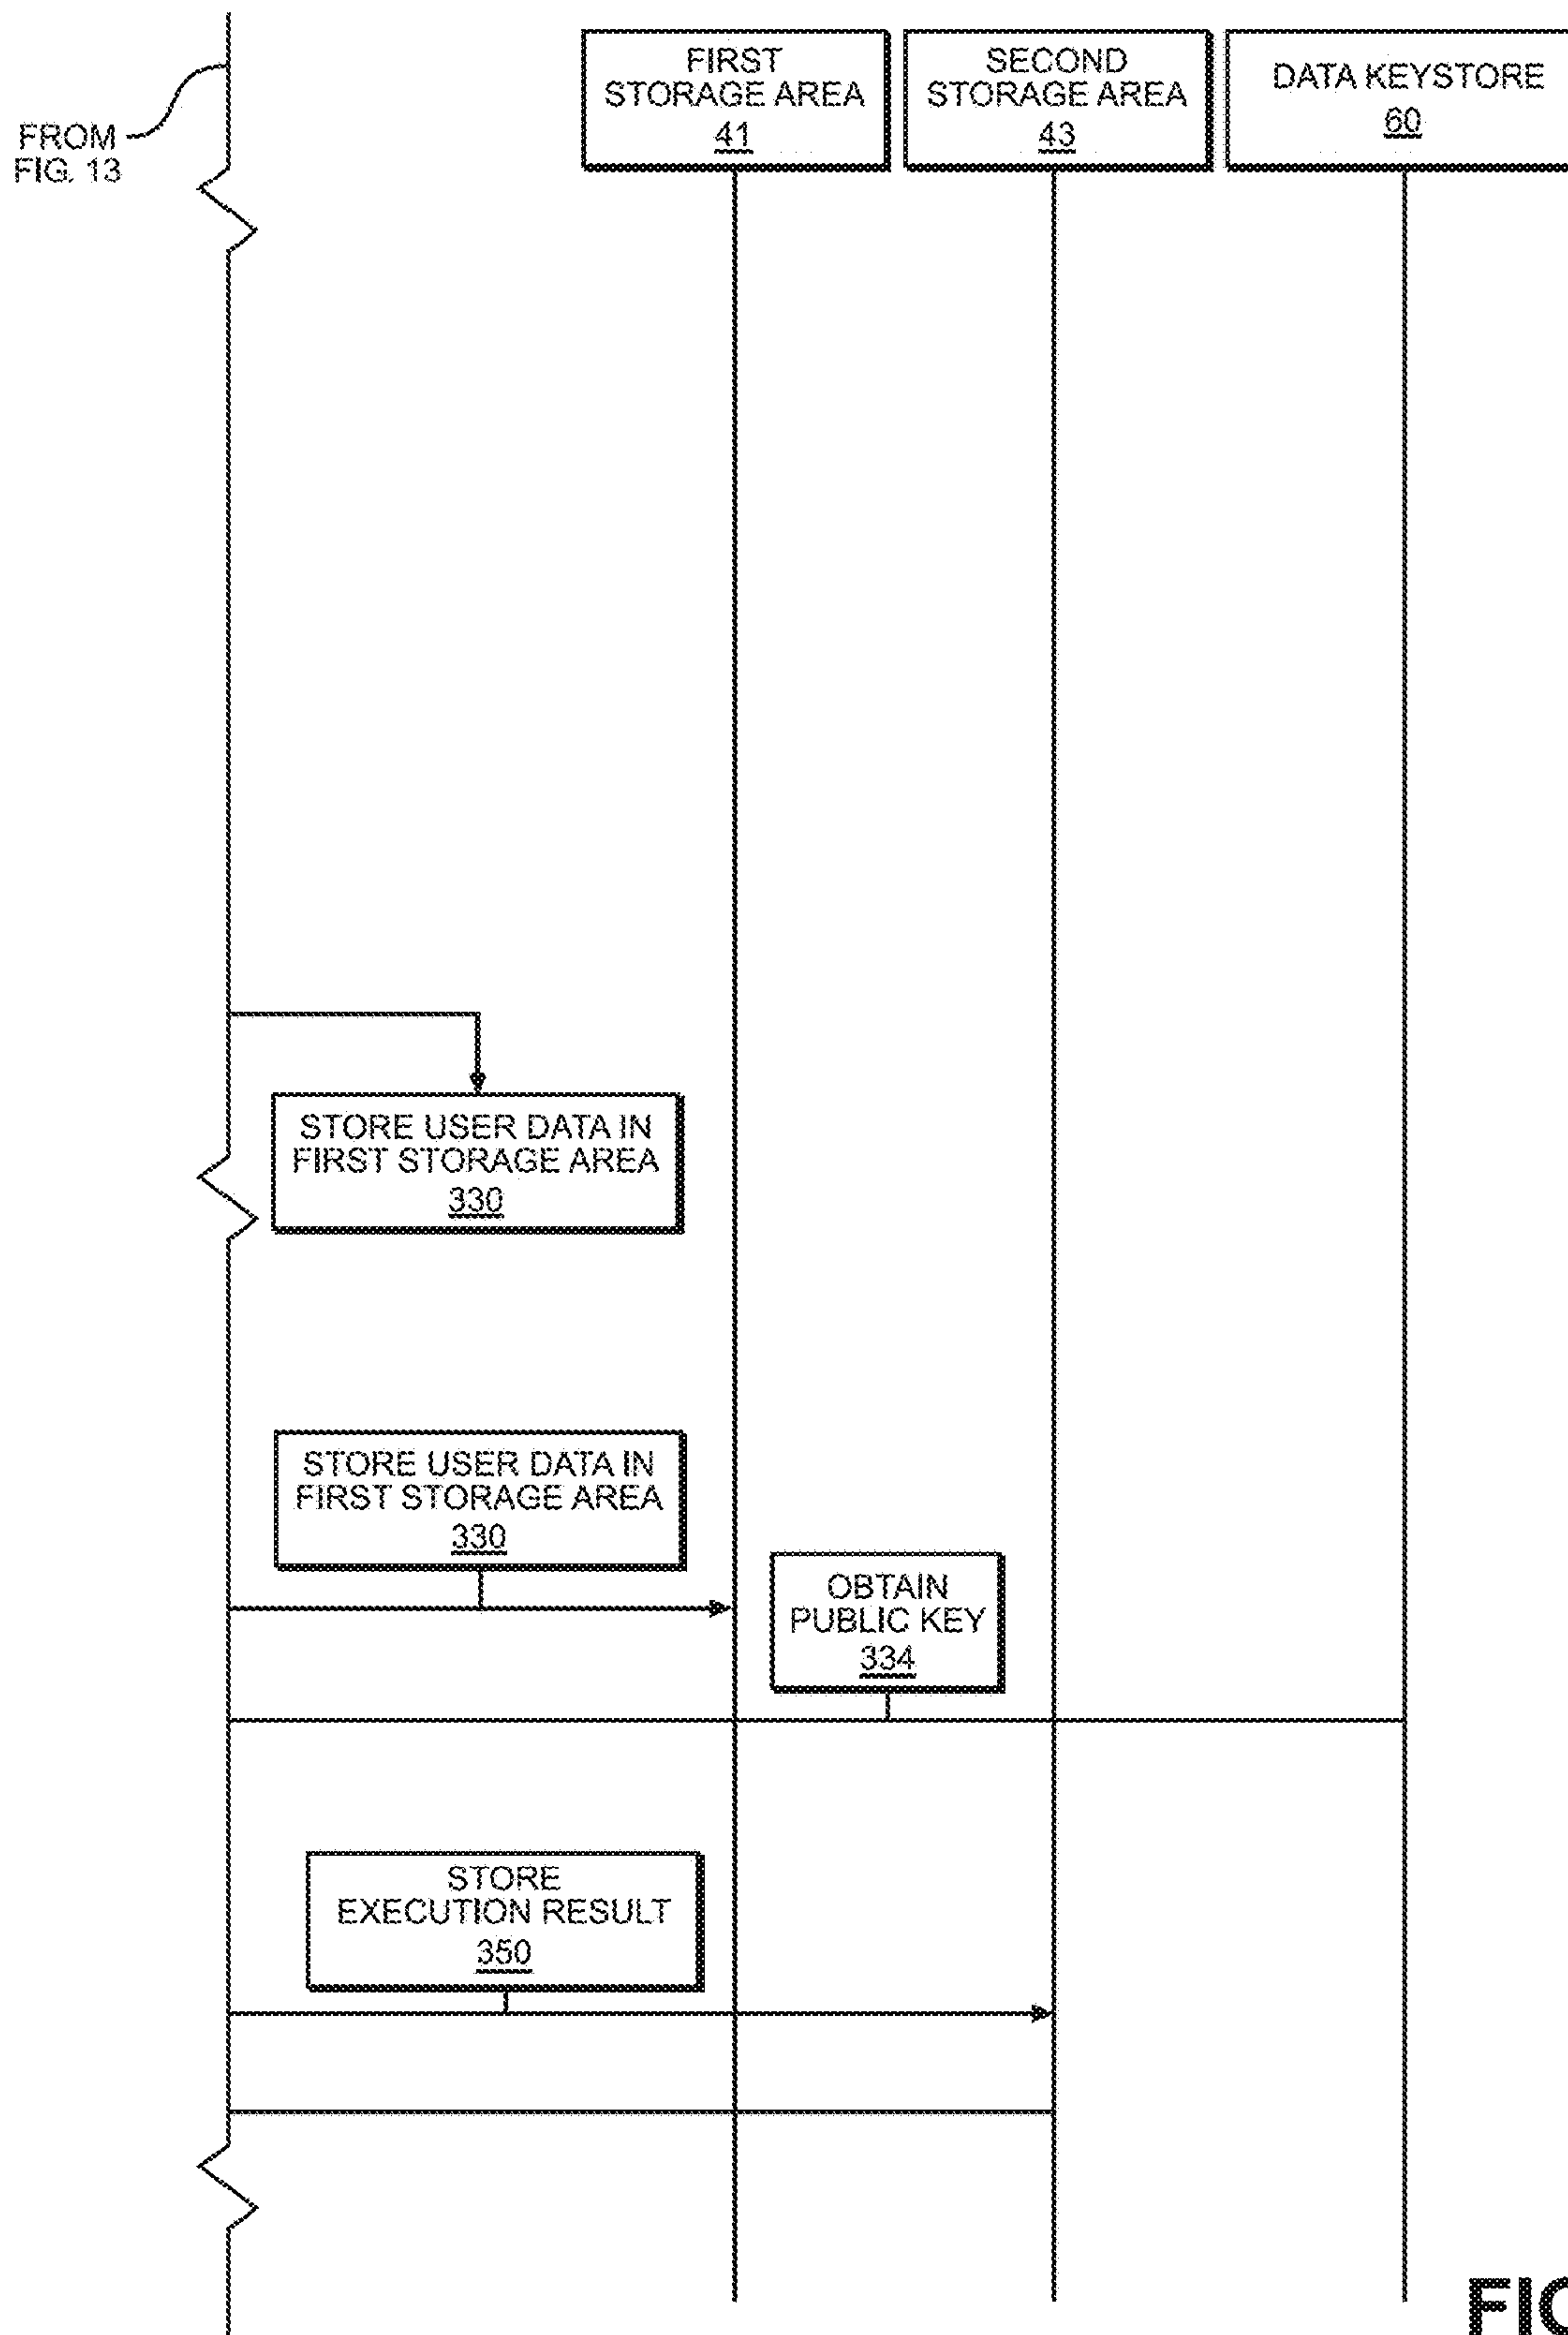 FROM
FIG. 13
FIRST
STORAGE AREA
41
SECOND
STORAGE AREA
43
DATA KEYSTORE
60
STORE USER DATA IN
FIRST STORAGE AREA
330
STORE USER DATA IN
FIRST STORAGE AREA
330
OBTAIN
PUBLIC KEY
334
STORE
EXECUTION RESULT
350